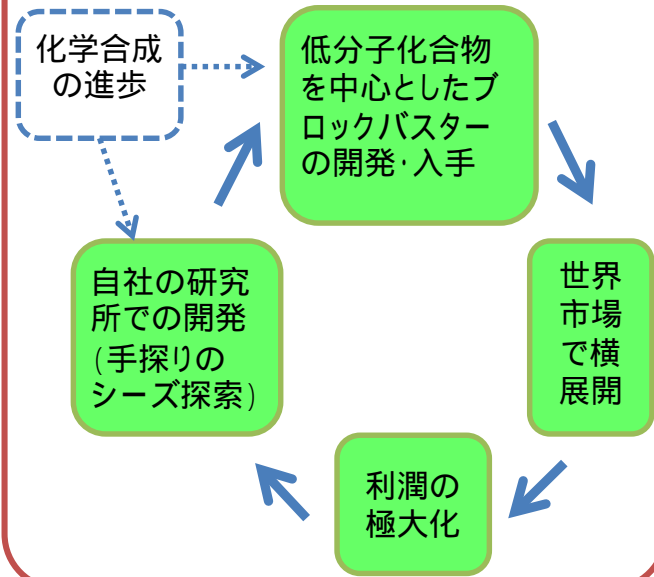 化学合成
の進歩
低分子化合物
を中心としたブ
ロックバスター
の開発・入手
自社の研究
所での開発
(手探りの
シーズ探索)
世界
市場
で横
展開
利潤の
極大化